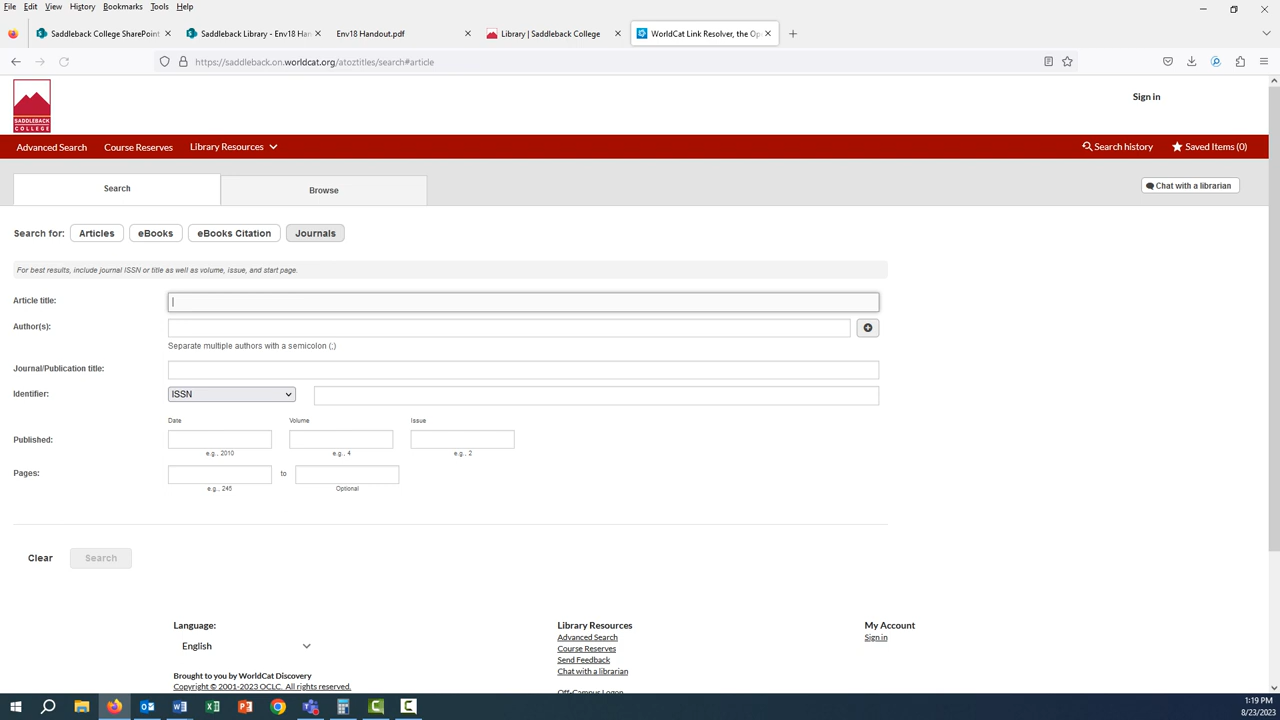 File Edit View History Bookmarks Tools Help
Saddleback College SharePoint
Saddleback Library - Env18 Han
Env18 Handout.pdf
Library | Saddleback College
WorldCat Link Resolver, the Op
https://saddleback.on.worldcat.org/atoztitles/search#article
SADDLEBACK
COLLEGE
Sign in
Advanced Search Course Reserves Library Resources
Search history Saved Items (0)
Search Browse
Chat with a librarian
Search for: Articles eBooks eBooks Citation Journals
For best results, include journal ISSN or title as well as volume, issue, and start page.
Article title:
Author(s):
Separate multiple authors with a semicolon (;)
Journal/Publication title:
Identifier: ISSN
Date Volume Issue
Published:
e.g., 2010 e.g., 4 e.g., 2
Pages: to
e.g., 245 Optional
Clear Search
Language:
English
Brought to you by WorldCat Discovery
Copyright © 2001-2023 OCLC. All rights reserved.
Library Resources
Advanced Search
Course Reserves
Send Feedback
Chat with a librarian
Off-Campus Logon
My Account
Sign in
1:19 PM
8/23/2023